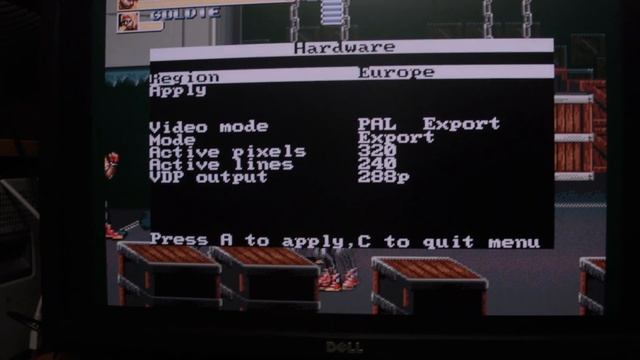 GOLDIE
Hardware
Region Europe
Apply
Video mode PAL Export
Mode Export
Active pixels 320
Active lines 240
VDP output 288p
Press A to apply,C to quit menu
DELL